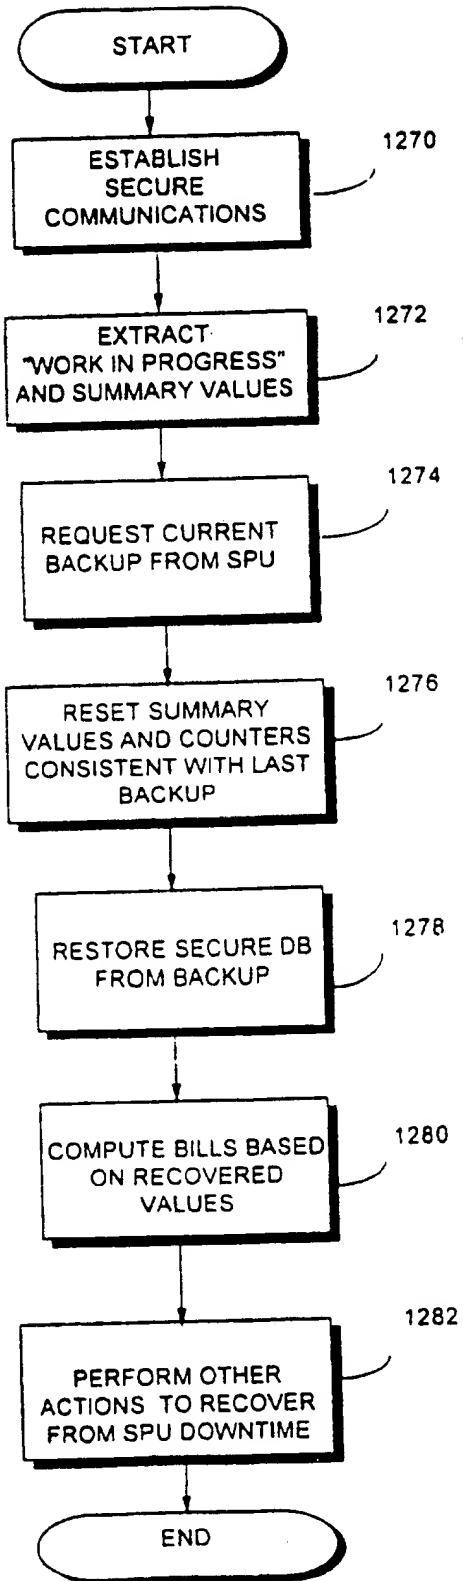 START
1270
ESTABLISH
SECURE
COMMUNICATIONS
1272
EXTRACT
"WORK IN PROGRESS"
AND SUMMARY VALUES
1274
REQUEST CURRENT
BACKUP FROM SPU
1276
RESET SUMMARY
VALUES AND COUNTERS
CONSISTENT WITH LAST
BACKUP
1278
RESTORE SECURE DB
FROM BACKUP
1280
COMPUTE BILLS BASED
ON RECOVERED
VALUES
1282
PERFORM OTHER
ACTIONS TO RECOVER
FROM SPU DOWNTIME
END